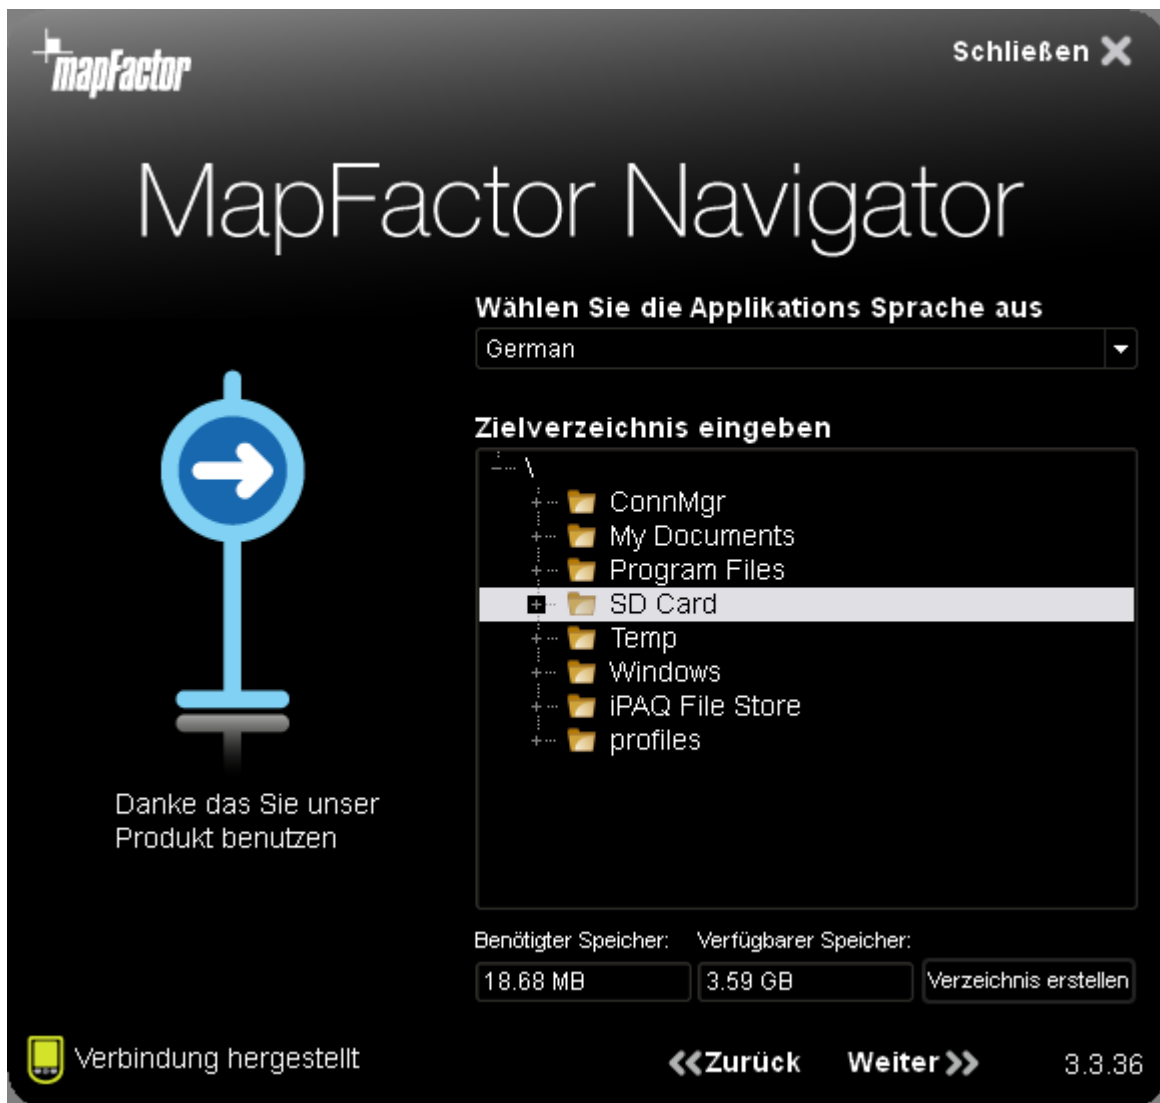 mapFactor
Schließen
MapFactor Navigator
Wählen Sie die Applikations Sprache aus
German
Zielverzeichnis eingeben
\
ConnMgr
My Documents
Program Files
SD Card
Temp
Windows
iPAQ File Store
profiles
Danke das Sie unser
Produkt benutzen
Benötigter Speicher: Verfügbarer Speicher:
18.68 MB 3.59 GB Verzeichnis erstellen
Verbindung hergestellt Zurück Weiter 3.3.36